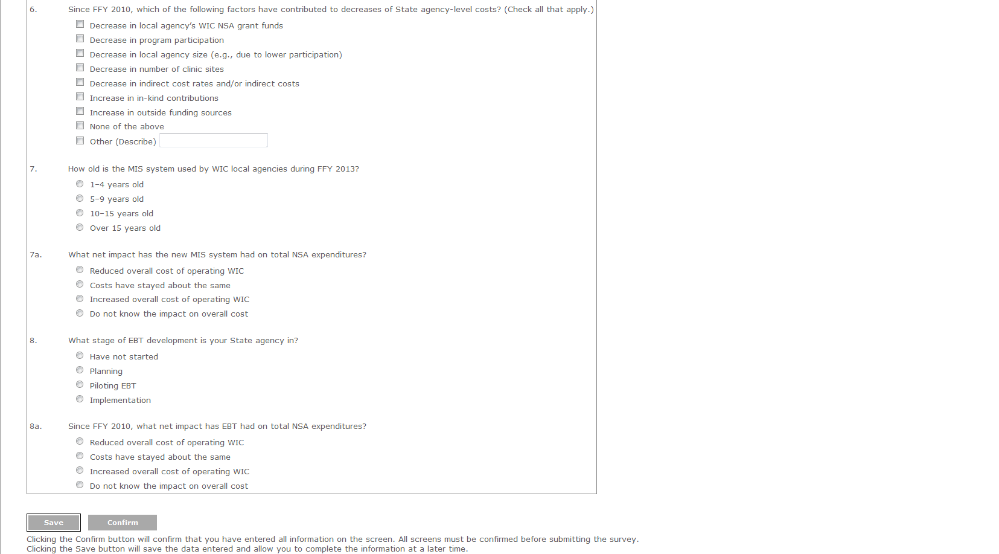 6. Since FFY 2010, which of the following factors have contributed to decreases of State agency-level costs? (Check all that apply.)
Decrease in local agency's WIC NSA grant funds
Decrease in program participation
Decrease in local agency size (e.g., due to lower participation)
Decrease in number of clinic sites
Decrease in indirect cost rates and/or indirect costs
Increase in in-kind contributions
Increase in outside funding sources
None of the above
Other (Describe)
7. How old is the MIS system used by WIC local agencies during FFY 2013?
1–4 years old
5–9 years old
10–15 years old
Over 15 years old
7a. What net impact has the new MIS system had on total NSA expenditures?
Reduced overall cost of operating WIC
Costs have stayed about the same
Increased overall cost of operating WIC
Do not know the impact on overall cost
8. What stage of EBT development is your State agency in?
Have not started
Planning
Piloting EBT
Implementation
8a. Since FFY 2010, what net impact has EBT had on total NSA expenditures?
Reduced overall cost of operating WIC
Costs have stayed about the same
Increased overall cost of operating WIC
Do not know the impact on overall cost
Save Confirm
Clicking the Confirm button will confirm that you have entered all information on the screen. All screens must be confirmed before submitting the survey.
Clicking the Save button will save the data entered and allow you to complete the information at a later time.